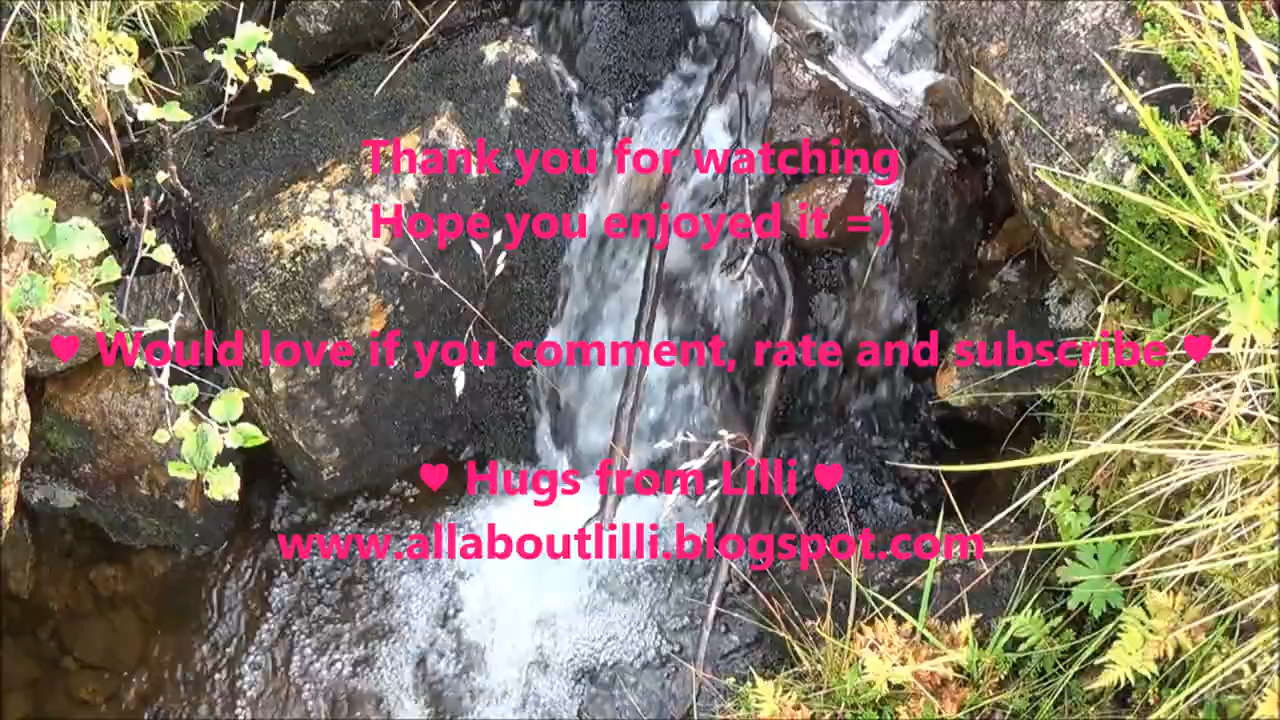 Thank you for watching
Hope you enjoyed it =)
♥ Would love if you comment, rate and subscribe ♥
♥ Hugs from Lilli ♥
www.allaboutlilli.blogspot.com